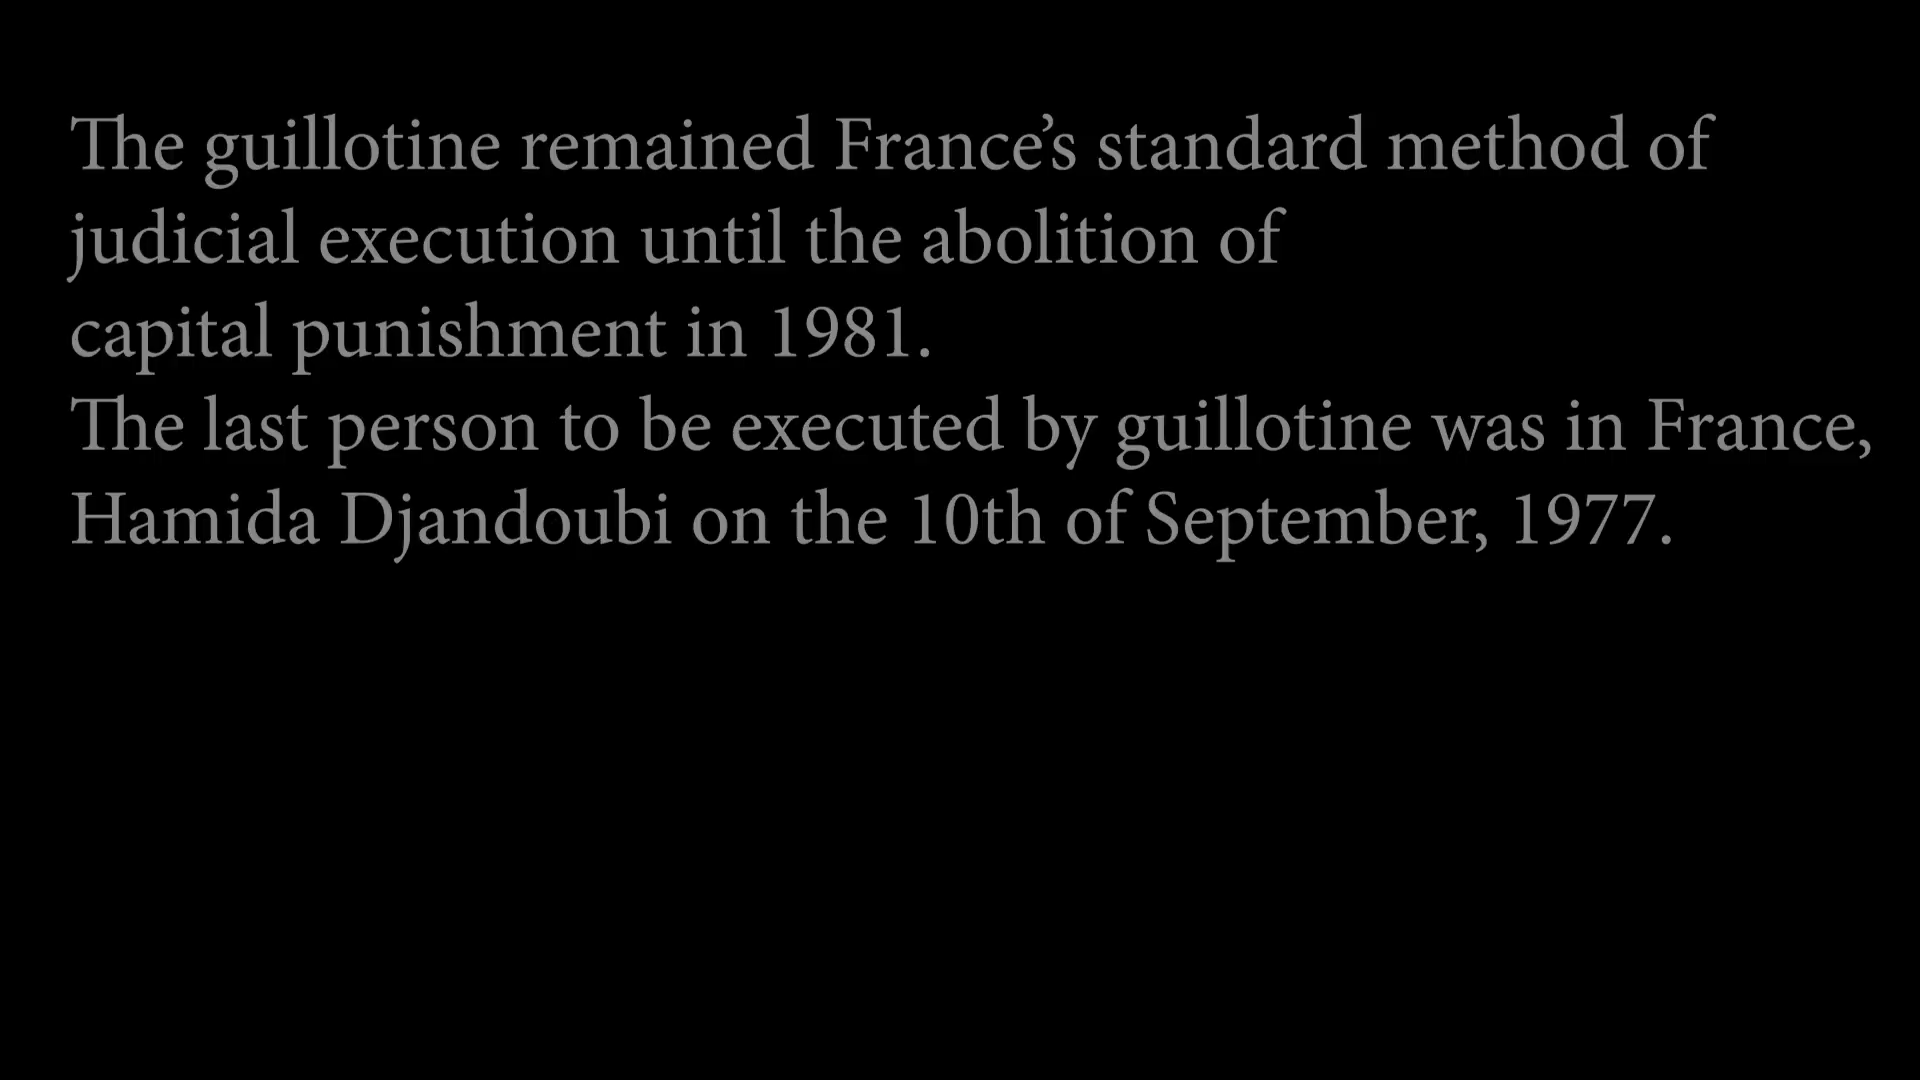 The guillotine remained France’s standard method of
judicial execution until the abolition of
capital punishment in 1981.
The last person to be executed by guillotine was in France,
Hamida Djandoubi on the 10th of September, 1977.